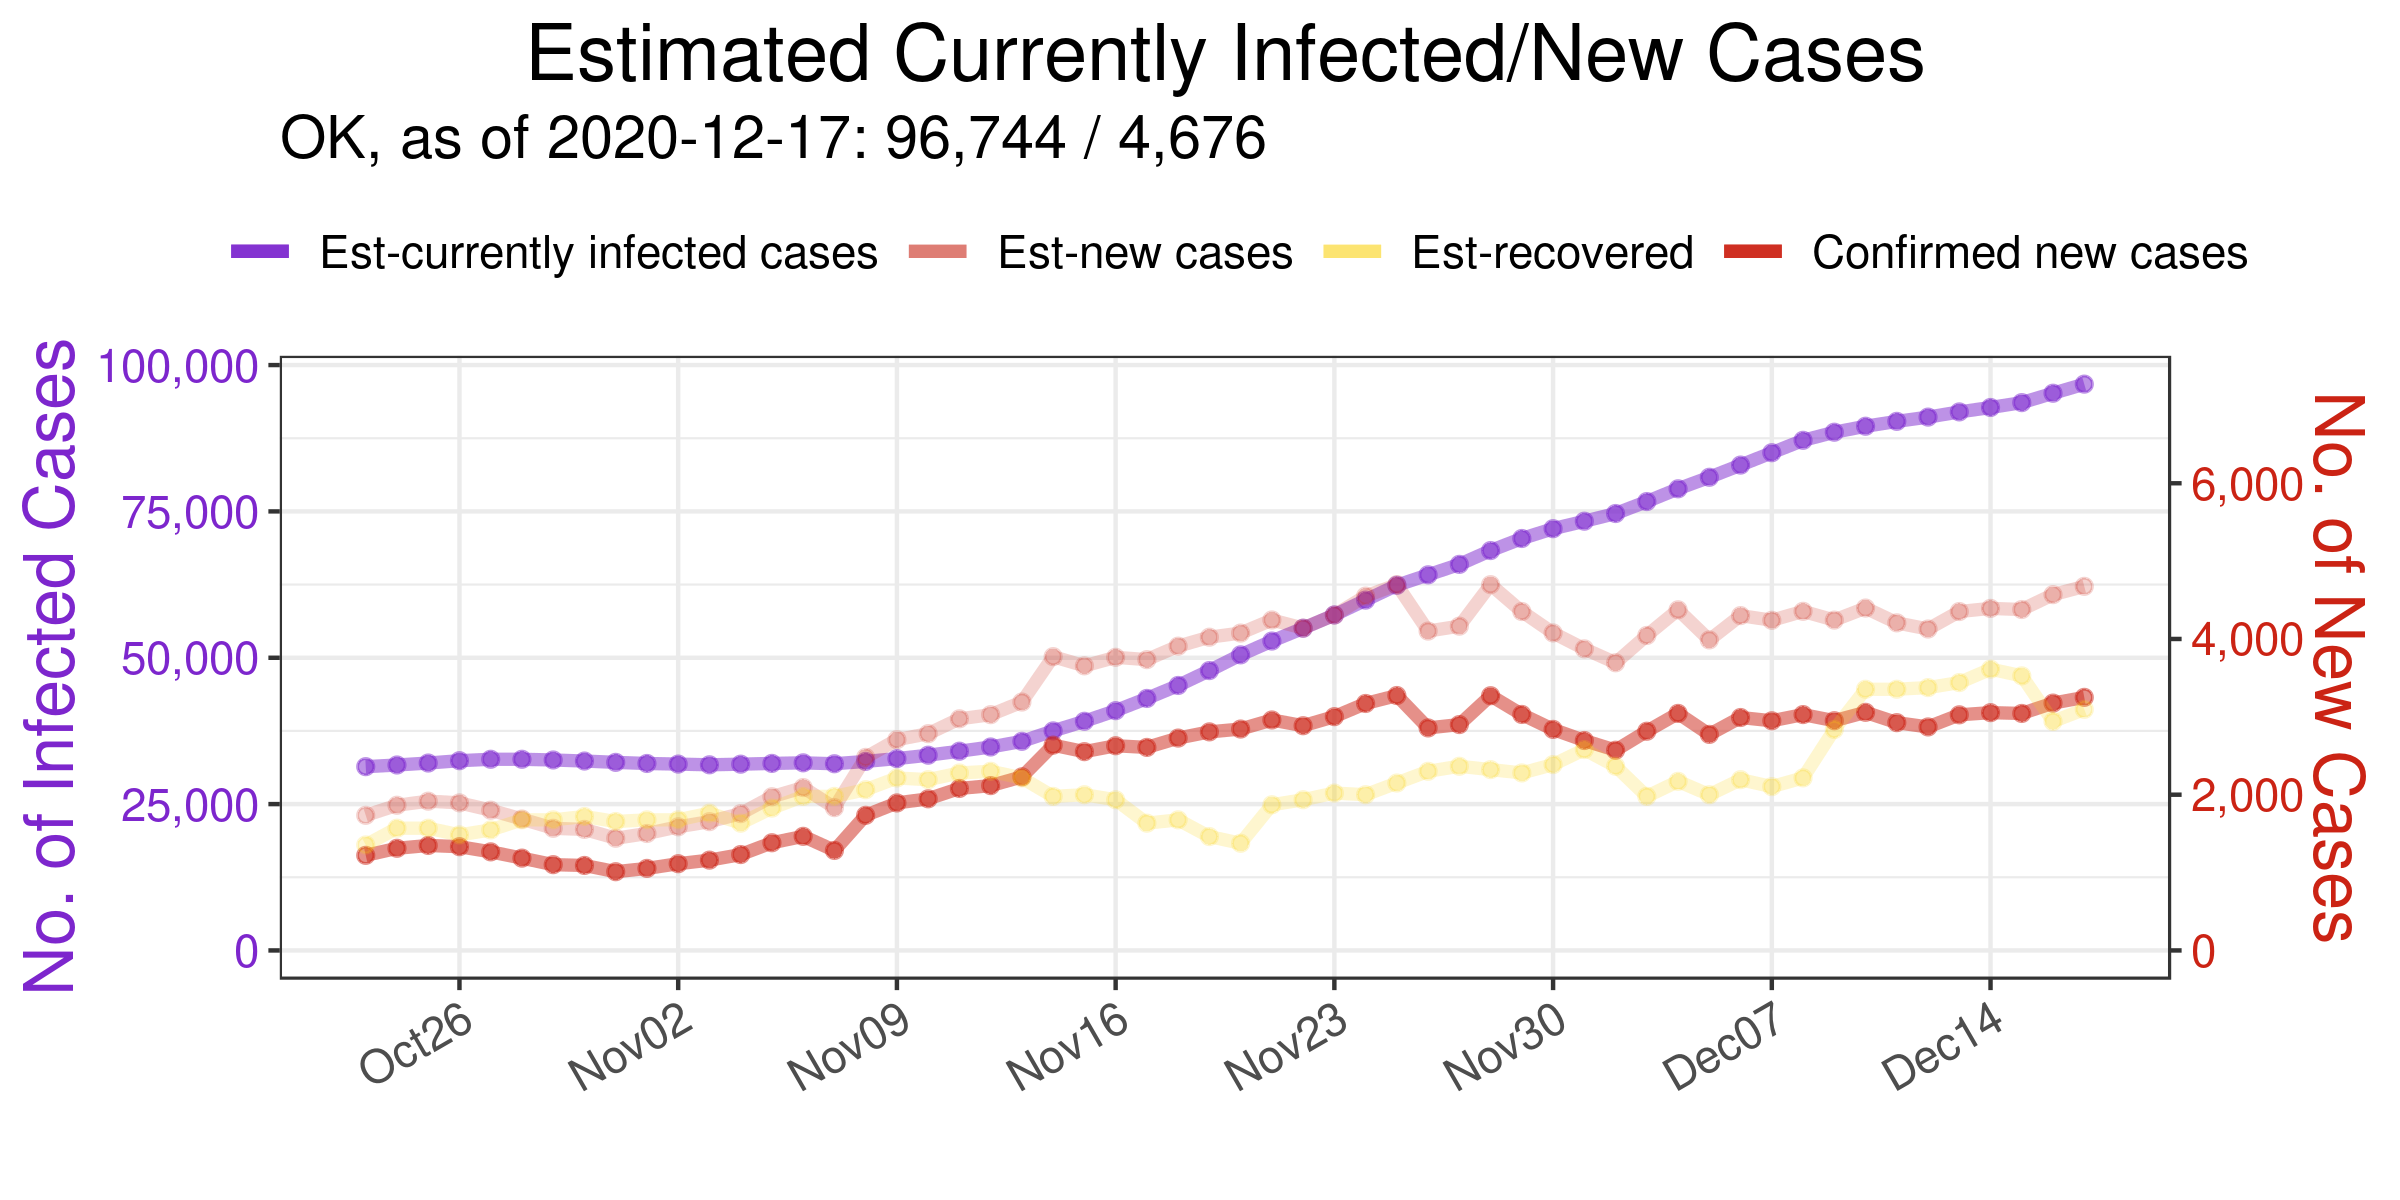 Estimated Currently Infected/New Cases
OK, as of 2020-12-17: 96,744 / 4,676
Est-currently infected cases Est-new cases Est-recovered Confirmed new cases
No. of Infected Cases
100,000
75,000
50,000
25,000
0
6,000
4,000
2,000
0
No. of New Cases
Oct26 Nov02 Nov09 Nov16 Nov23 Nov30 Dec07 Dec14